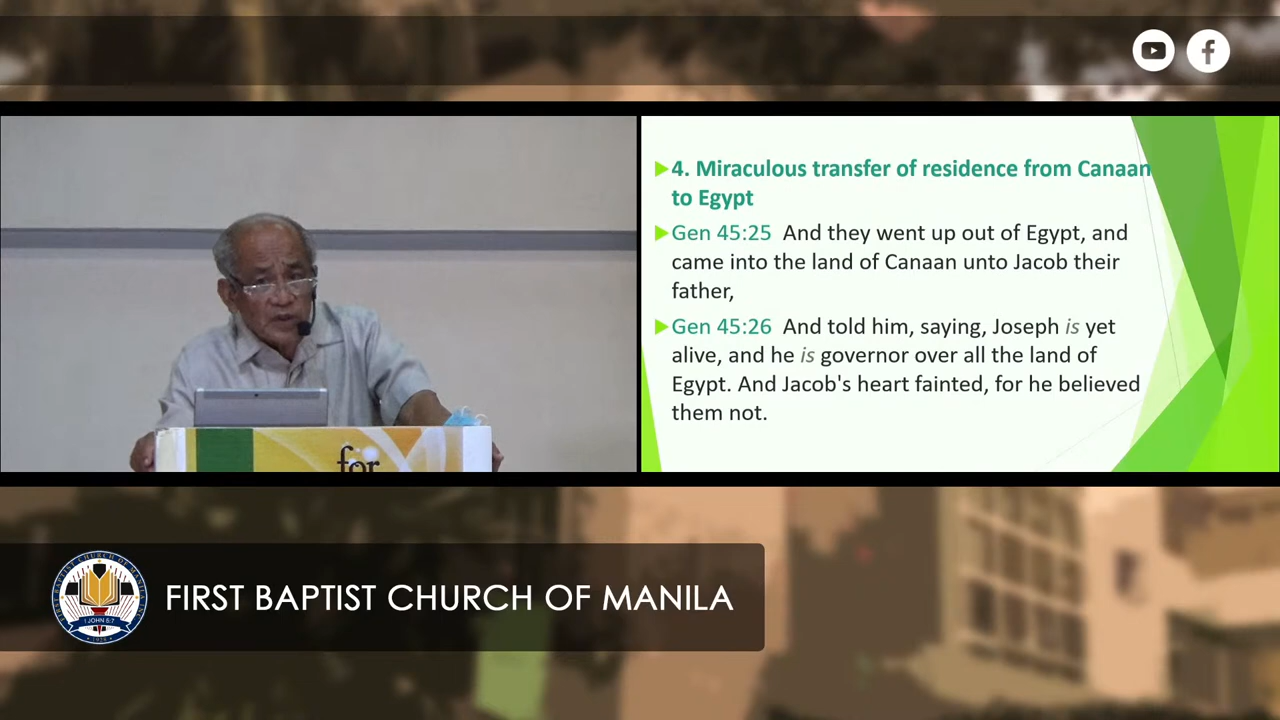 4. Miraculous transfer of residence from Canaan
to Egypt
Gen 45:25 And they went up out of Egypt, and
came into the land of Canaan unto Jacob their
father,
Gen 45:26 And told him, saying, Joseph is yet
alive, and he is governor over all the land of
Egypt. And Jacob's heart fainted, for he believed
them not.
for
I JOHN 5:7
FIRST BAPTIST CHURCH OF MANILA